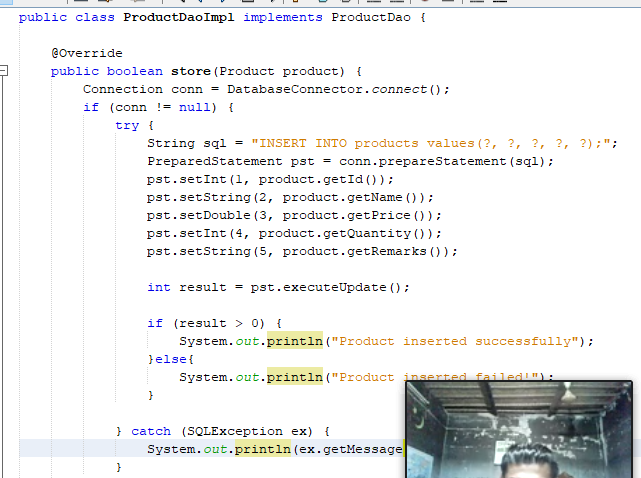 public class ProductDaoImpl implements ProductDao {
@Override
public boolean store(Product product) {
Connection conn = DatabaseConnector.connect();
if (conn != null) {
try {
String sql = "INSERT INTO products values(?, ?, ?, ?, ?);";
PreparedStatement pst = conn.prepareStatement(sql);
pst.setInt(1, product.getId());
pst.setString(2, product.getName());
pst.setDouble(3, product.getPrice());
pst.setInt(4, product.getQuantity());
pst.setString(5, product.getRemarks());
int result = pst.executeUpdate();
if (result > 0) {
System.out.println("Product inserted successfully");
}else{
System.out.println("Product inserted failed!");
}
} catch (SQLException ex) {
System.out.println(ex.getMessage
}